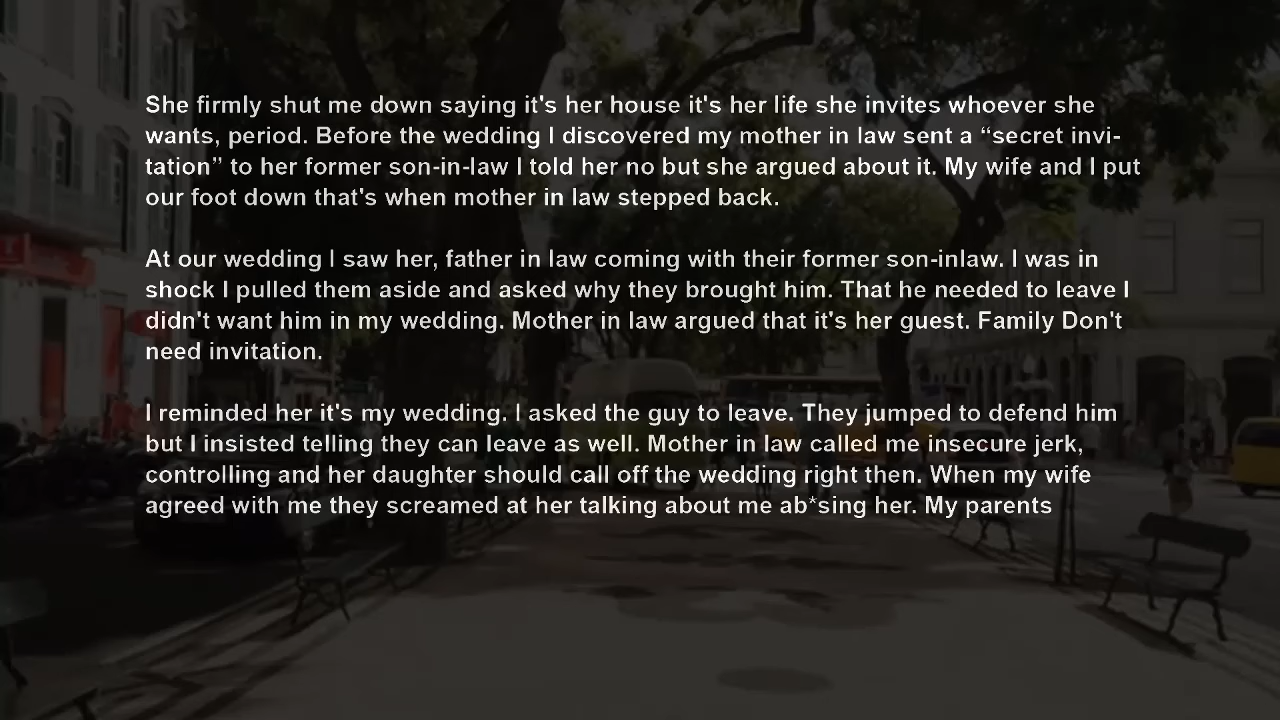 She firmly shut me down saying it's her house it's her life she invites whoever she
wants, period. Before the wedding I discovered my mother in law sent a “secret invi-
tation” to her former son-in-law I told her no but she argued about it. My wife and I put
our foot down that's when mother in law stepped back.
At our wedding I saw her, father in law coming with their former son-inlaw. I was in
shock I pulled them aside and asked why they brought him. That he needed to leave I
didn't want him in my wedding. Mother in law argued that it's her guest. Family Don't
need invitation.
I reminded her it's my wedding. I asked the guy to leave. They jumped to defend him
but I insisted telling they can leave as well. Mother in law called me insecure jerk,
controlling and her daughter should call off the wedding right then. When my wife
agreed with me they screamed at her talking about me ab*sing her. My parents